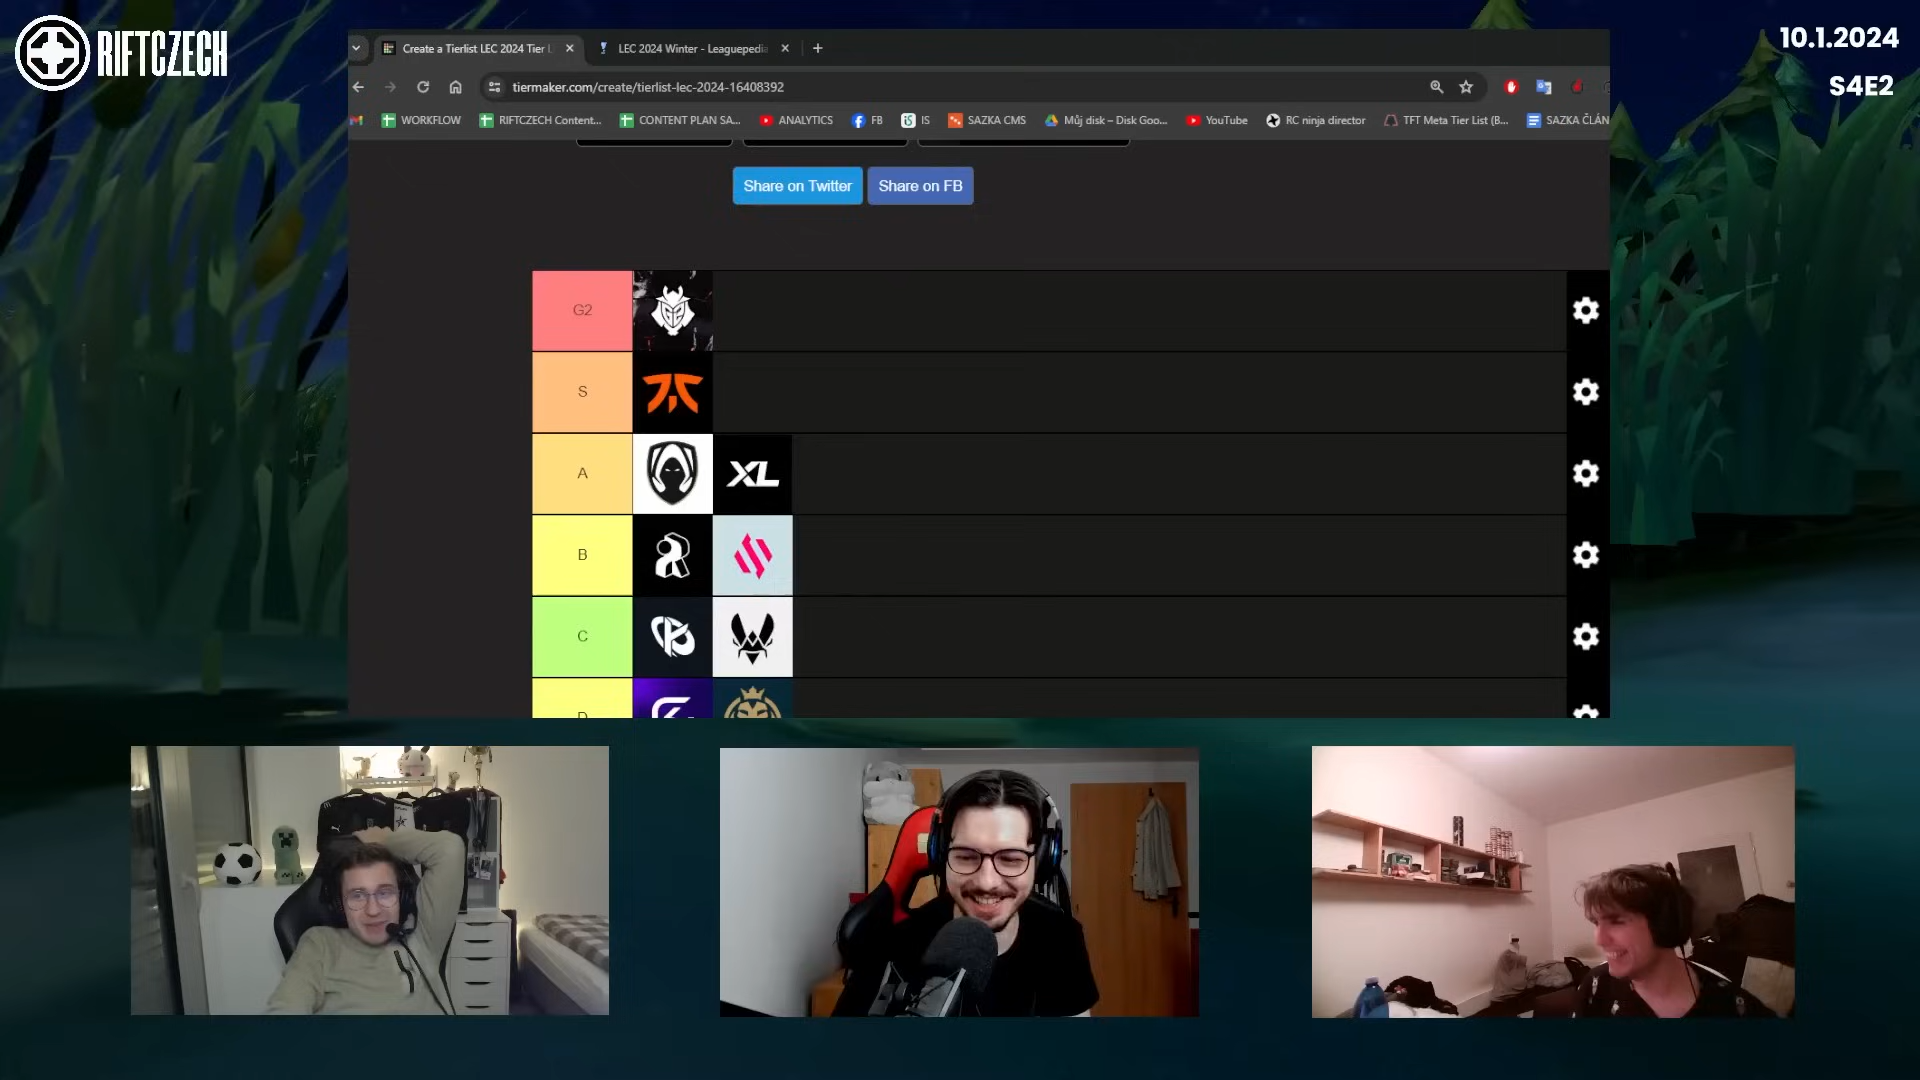 RIFTCZECH
10.1.2024
S4E2
Create a Tierlist LEC 2024 Tier L
LEC 2024 Winter - Leaguepedia
tiermaker.com/create/tierlist-lec-2024-16408392
WORKFLOW
RIFTCZECH Content...
CONTENT PLAN SA...
ANALYTICS
FB
IS
SAZKA CMS
Můj disk – Disk Goo...
YouTube
RC ninja director
TFT Meta Tier List (B...
SAZKA ČLÁN
Share on Twitter
Share on FB
G2
G2
S
A
XL
B
C
D